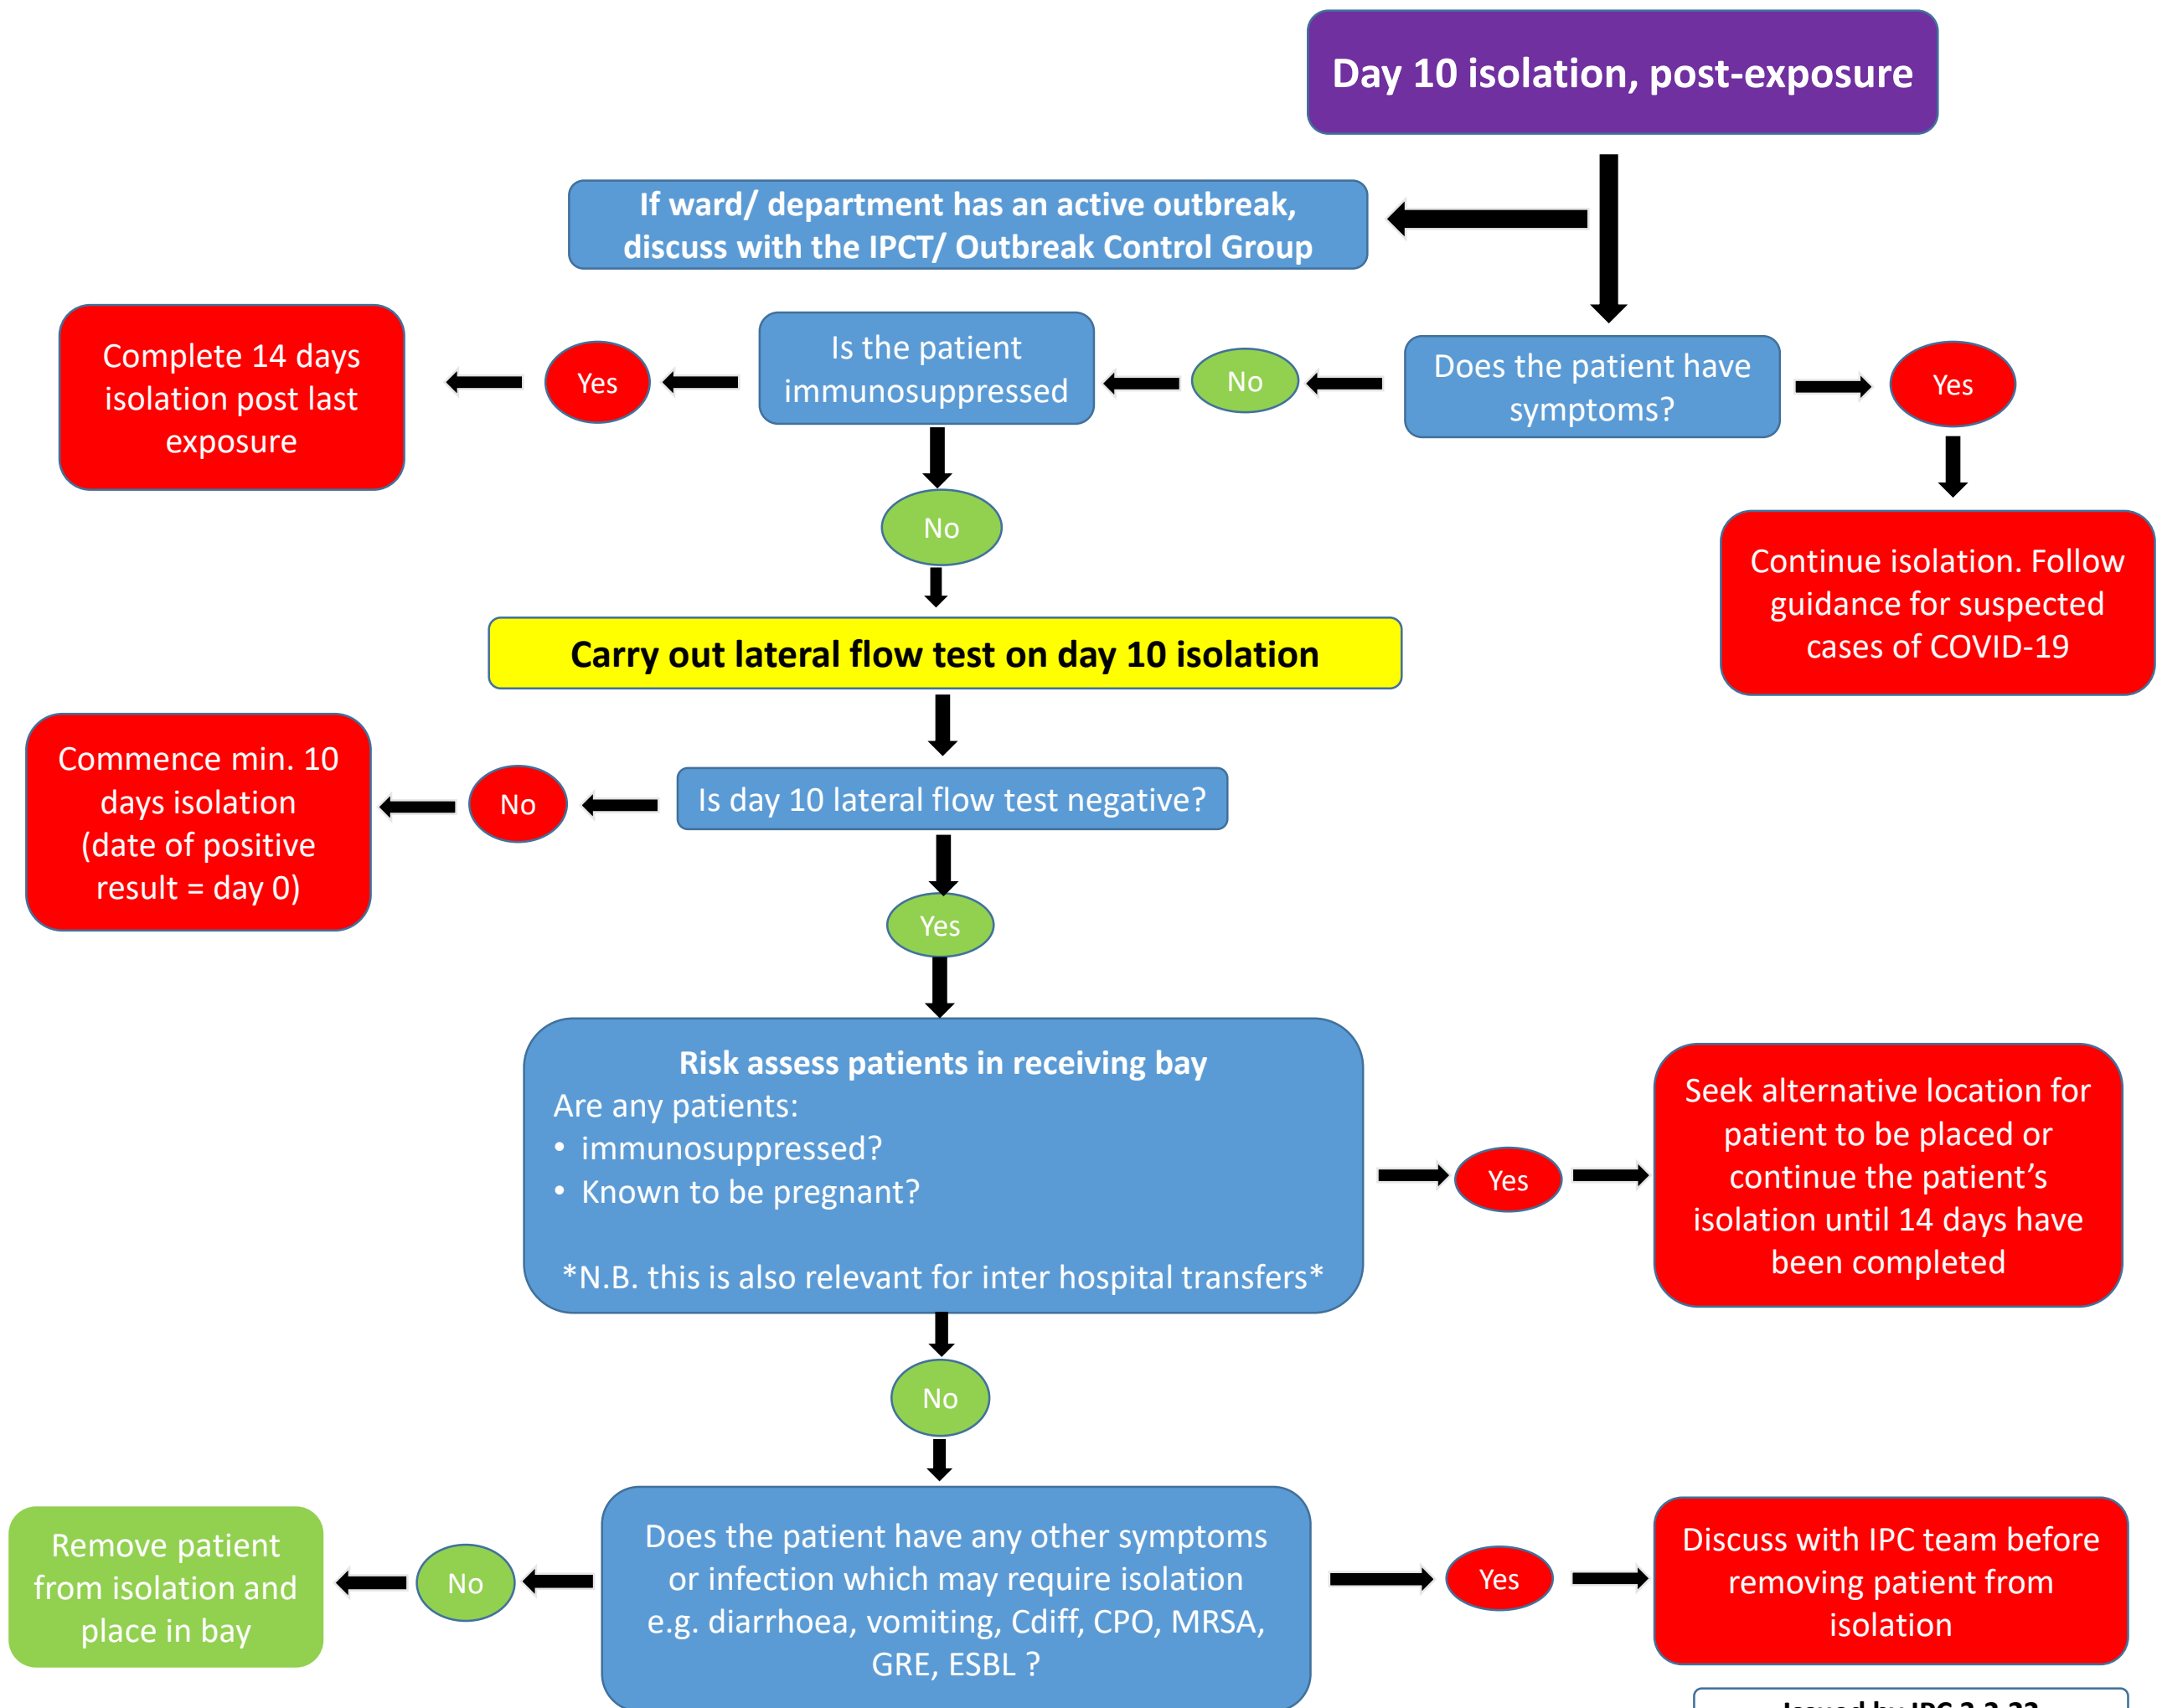 Day 10 isolation, post-exposure
If ward/ department has an active outbreak,
discuss with the IPCT/ Outbreak Control Group
Does the patient have
symptoms?
Yes
Continue isolation. Follow
guidance for suspected
cases of COVID-19
No
Is the patient
immunosuppressed
Yes
Complete 14 days
isolation post last
exposure
No
Carry out lateral flow test on day 10 isolation
Is day 10 lateral flow test negative?
No
Commence min. 10
days isolation
(date of positive
result = day 0)
Yes
Risk assess patients in receiving bay
Are any patients:
• immunosuppressed?
• Known to be pregnant?
*N.B. this is also relevant for inter hospital transfers*
Yes
Seek alternative location for
patient to be placed or
continue the patient’s
isolation until 14 days have
been completed
No
Does the patient have any other symptoms
or infection which may require isolation
e.g. diarrhoea, vomiting, Cdiff, CPO, MRSA,
GRE, ESBL ?
No
Remove patient
from isolation and
place in bay
Yes
Discuss with IPC team before
removing patient from
isolation
Issued by IPC